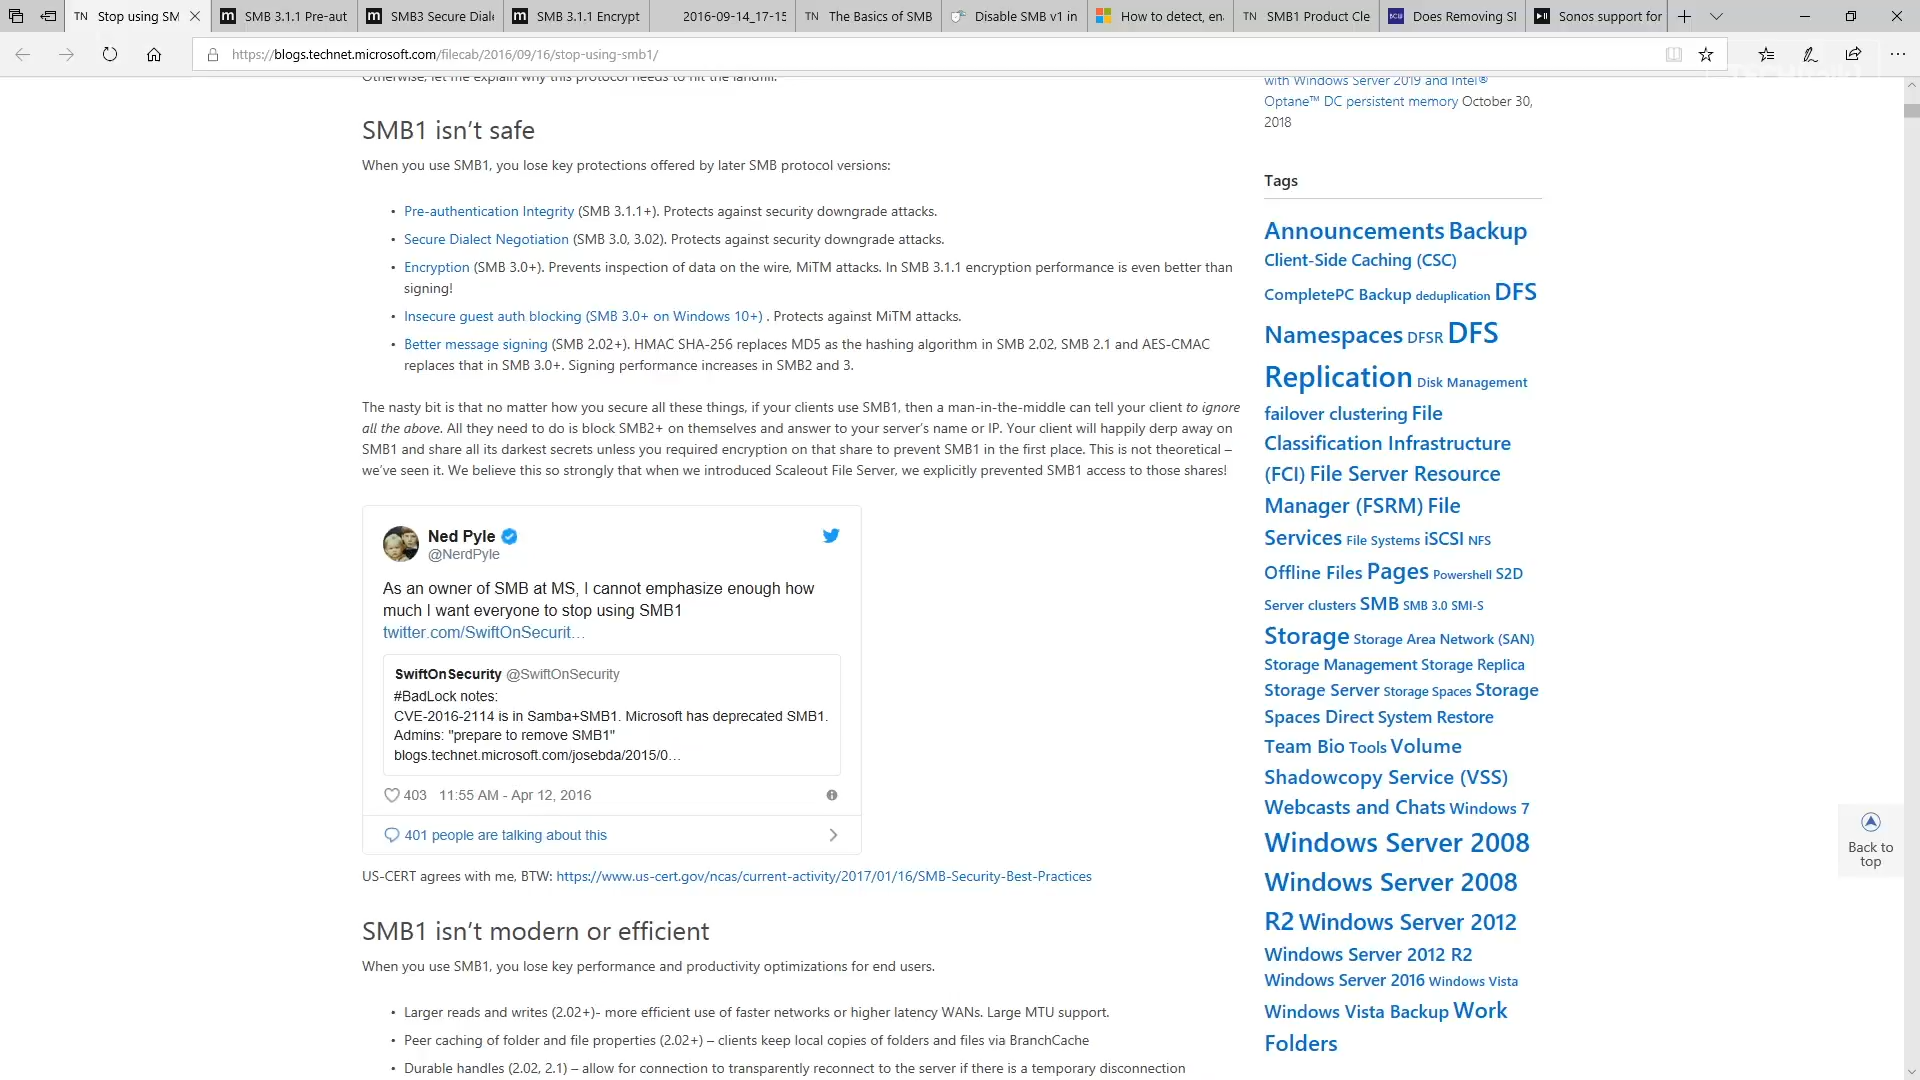 Stop using SM
SMB 3.1.1 Pre-aut
SMB3 Secure Diale
SMB 3.1.1 Encrypt
2016-09-14_17-15
TN The Basics of SMB
Disable SMB v1 in
How to detect, en
TN SMB1 Product Cle
Does Removing SI
Sonos support for
https://blogs.technet.microsoft.com/filecab/2016/09/16/stop-using-smb1/
Otherwise, let me explain why this protocol needs to hit the landfill.
SMB1 isn’t safe
When you use SMB1, you lose key protections offered by later SMB protocol versions:
• Pre-authentication Integrity (SMB 3.1.1+). Protects against security downgrade attacks.
• Secure Dialect Negotiation (SMB 3.0, 3.02). Protects against security downgrade attacks.
• Encryption (SMB 3.0+). Prevents inspection of data on the wire, MiTM attacks. In SMB 3.1.1 encryption performance is even better than
signing!
• Insecure guest auth blocking (SMB 3.0+ on Windows 10+) . Protects against MiTM attacks.
• Better message signing (SMB 2.02+). HMAC SHA-256 replaces MD5 as the hashing algorithm in SMB 2.02, SMB 2.1 and AES-CMAC
replaces that in SMB 3.0+. Signing performance increases in SMB2 and 3.
The nasty bit is that no matter how you secure all these things, if your clients use SMB1, then a man-in-the-middle can tell your client to ignore
all the above. All they need to do is block SMB2+ on themselves and answer to your server’s name or IP. Your client will happily derp away on
SMB1 and share all its darkest secrets unless you required encryption on that share to prevent SMB1 in the first place. This is not theoretical –
we’ve seen it. We believe this so strongly that when we introduced Scaleout File Server, we explicitly prevented SMB1 access to those shares!
Ned Pyle
@NerdPyle
As an owner of SMB at MS, I cannot emphasize enough how
much I want everyone to stop using SMB1
twitter.com/SwiftOnSecurit…
SwiftOnSecurity @SwiftOnSecurity
#BadLock notes:
CVE-2016-2114 is in Samba+SMB1. Microsoft has deprecated SMB1.
Admins: "prepare to remove SMB1"
blogs.technet.microsoft.com/josebda/2015/0…
403 11:55 AM - Apr 12, 2016
401 people are talking about this
US-CERT agrees with me, BTW: https://www.us-cert.gov/ncas/current-activity/2017/01/16/SMB-Security-Best-Practices
SMB1 isn’t modern or efficient
When you use SMB1, you lose key performance and productivity optimizations for end users.
• Larger reads and writes (2.02+)- more efficient use of faster networks or higher latency WANs. Large MTU support.
• Peer caching of folder and file properties (2.02+) – clients keep local copies of folders and files via BranchCache
• Durable handles (2.02, 2.1) – allow for connection to transparently reconnect to the server if there is a temporary disconnection
with Windows Server 2019 and Intel®
Optane™ DC persistent memory October 30,
2018
Tags
Announcements Backup
Client-Side Caching (CSC)
CompletePC Backup deduplication DFS
Namespaces DFSR DFS
Replication Disk Management
failover clustering File
Classification Infrastructure
(FCI) File Server Resource
Manager (FSRM) File
Services File Systems iSCSI NFS
Offline Files Pages Powershell S2D
Server clusters SMB SMB 3.0 SMI-S
Storage Storage Area Network (SAN)
Storage Management Storage Replica
Storage Server Storage Spaces Storage
Spaces Direct System Restore
Team Bio Tools Volume
Shadowcopy Service (VSS)
Webcasts and Chats Windows 7
Windows Server 2008
Windows Server 2008
R2 Windows Server 2012
Windows Server 2012 R2
Windows Server 2016 Windows Vista
Windows Vista Backup Work
Folders
Back to
top